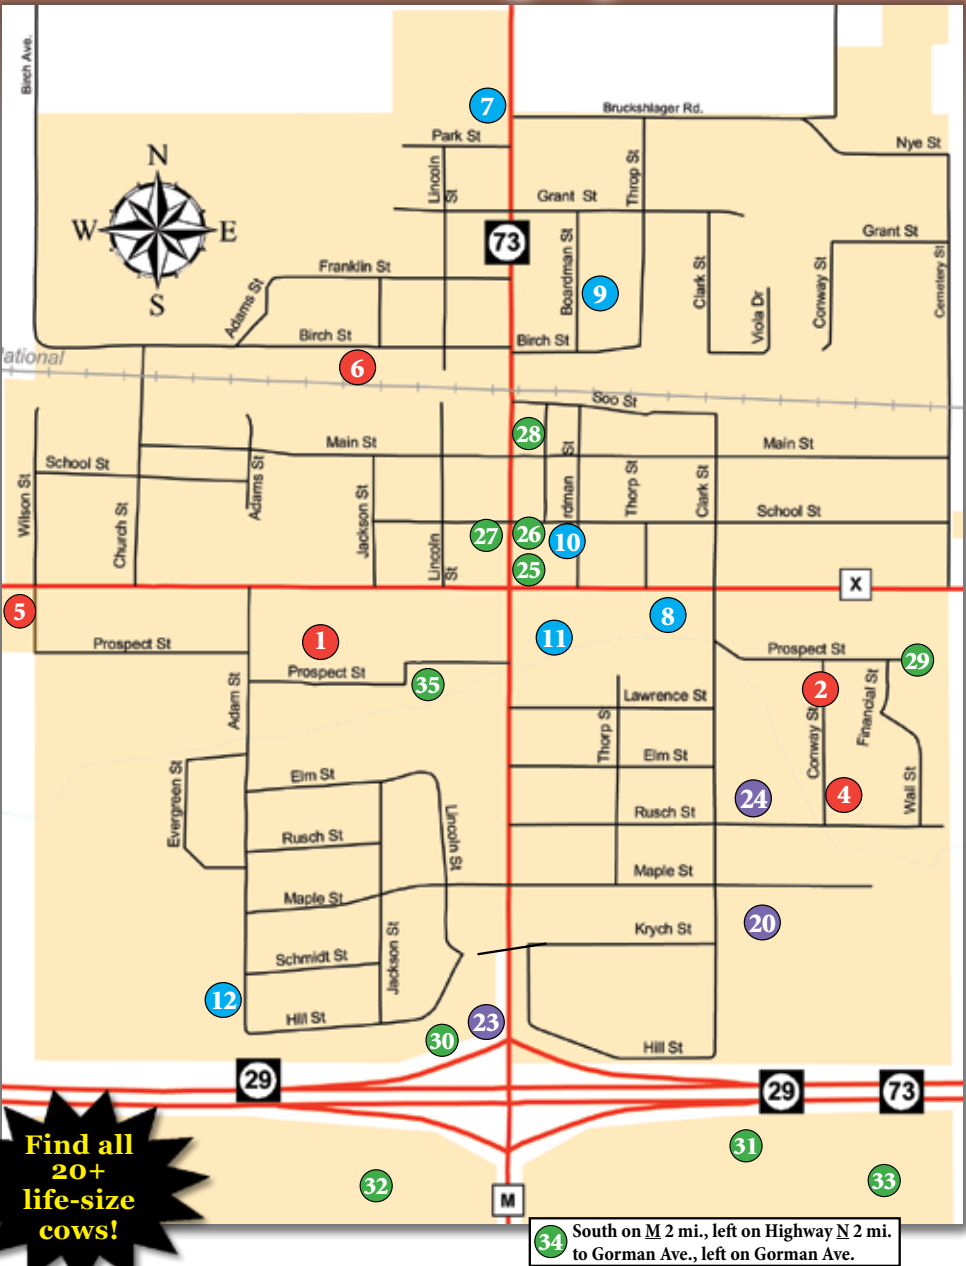 Birch Ave.
7
Bruckshlager Rd.
Park St
Nye St
N
Lincoln St
Throp St
Grant St
W
E
73
Grant St
Boardman St
Franklin St
Clark St
Conway St
Cemetery St
S
Adams St
9
Viola Dr
Birch St
Birch St
ational
6
Soo St
28
Main St
St
Main St
School St
Adams St
Wilson St
Church St
Jackson St
Lincoln St
rdman
Thorp St
Clark St
School St
27
26
10
25
X
5
1
11
8
Prospect St
Prospect St
Prospect St
29
35
2
Adam St
Lawrence St
Thorp S
Conway St
Financial St
Elm St
Elm St
Evergreen St
24
4
Wall St
Rusch St
Rusch St
Lincoln St
Maple St
Maple St
20
Krych St
Schmidt St
Jackson St
12
Hill St
23
30
Hill St
29
29
73
Find all
20+
life-size
cows!
31
32
33
M
34
South on M 2 mi., left on Highway N 2 mi.
to Gorman Ave., left on Gorman Ave.